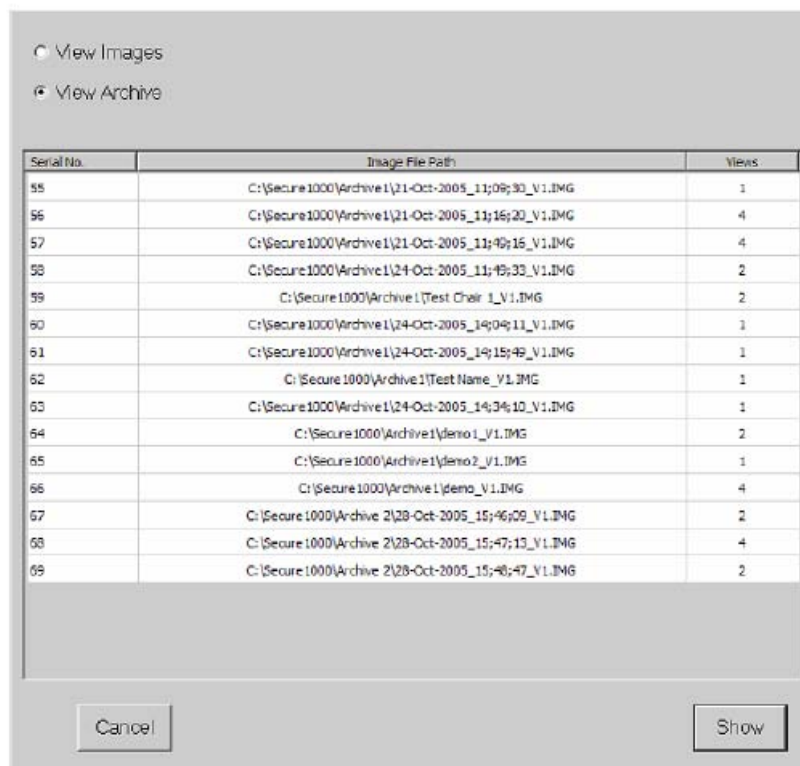 View Images
View Archive
Serial No. Image File Path Views
55 C:\Secure1000\Archive1\21-Oct-2005_11;09;30_V1.IMG 1
56 C:\Secure1000\Archive1\21-Oct-2005_11;16;20_V1.IMG 4
57 C:\Secure1000\Archive1\21-Oct-2005_11;49;16_V1.IMG 4
58 C:\Secure1000\Archive1\24-Oct-2005_11;49;33_V1.IMG 2
59 C:\Secure1000\Archive1\Test Chair 1_V1.IMG 2
60 C:\Secure1000\Archive1\24-Oct-2005_14;04;11_V1.IMG 1
61 C:\Secure1000\Archive1\24-Oct-2005_14;15;49_V1.IMG 1
62 C:\Secure1000\Archive1\Test Name_V1.IMG 1
63 C:\Secure1000\Archive1\24-Oct-2005_14;34;10_V1.IMG 1
64 C:\Secure1000\Archive1\demo1_V1.IMG 2
65 C:\Secure1000\Archive1\demo2_V1.IMG 1
66 C:\Secure1000\Archive1\demo_V1.IMG 4
67 C:\Secure1000\Archive 2\28-Oct-2005_15;46;09_V1.IMG 2
68 C:\Secure1000\Archive 2\28-Oct-2005_15;47;13_V1.IMG 4
69 C:\Secure1000\Archive 2\28-Oct-2005_15;48;47_V1.IMG 2
Cancel Show